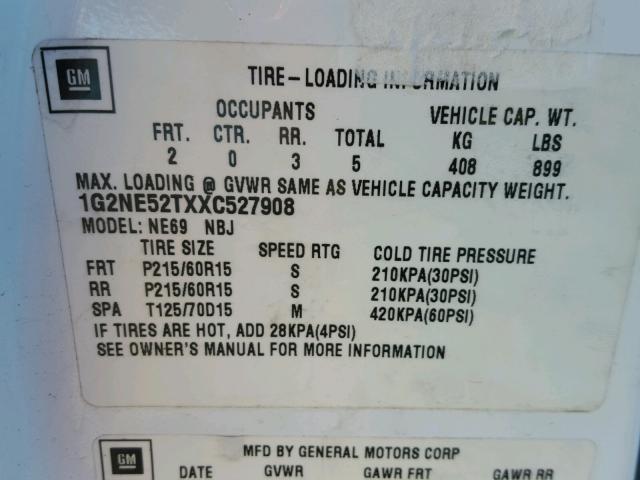 GM
TIRE-LOADING INFORMATION
OCCUPANTS VEHICLE CAP. WT.
FRT. CTR. RR. TOTAL KG LBS
2 0 3 5 408 899
MAX. LOADING @ GVWR SAME AS VEHICLE CAPACITY WEIGHT.
1G2NE52TXXC527908
MODEL: NE69 NBJ
TIRE SIZE SPEED RTG COLD TIRE PRESSURE
FRT P215/60R15 S 210KPA(30PSI)
RR P215/60R15 S 210KPA(30PSI)
SPA T125/70D15 M 420KPA(60PSI)
IF TIRES ARE HOT, ADD 28KPA(4PSI)
SEE OWNER'S MANUAL FOR MORE INFORMATION
GM
MFD BY GENERAL MOTORS CORP
DATE GVWR GAWR FRT GAWR RR